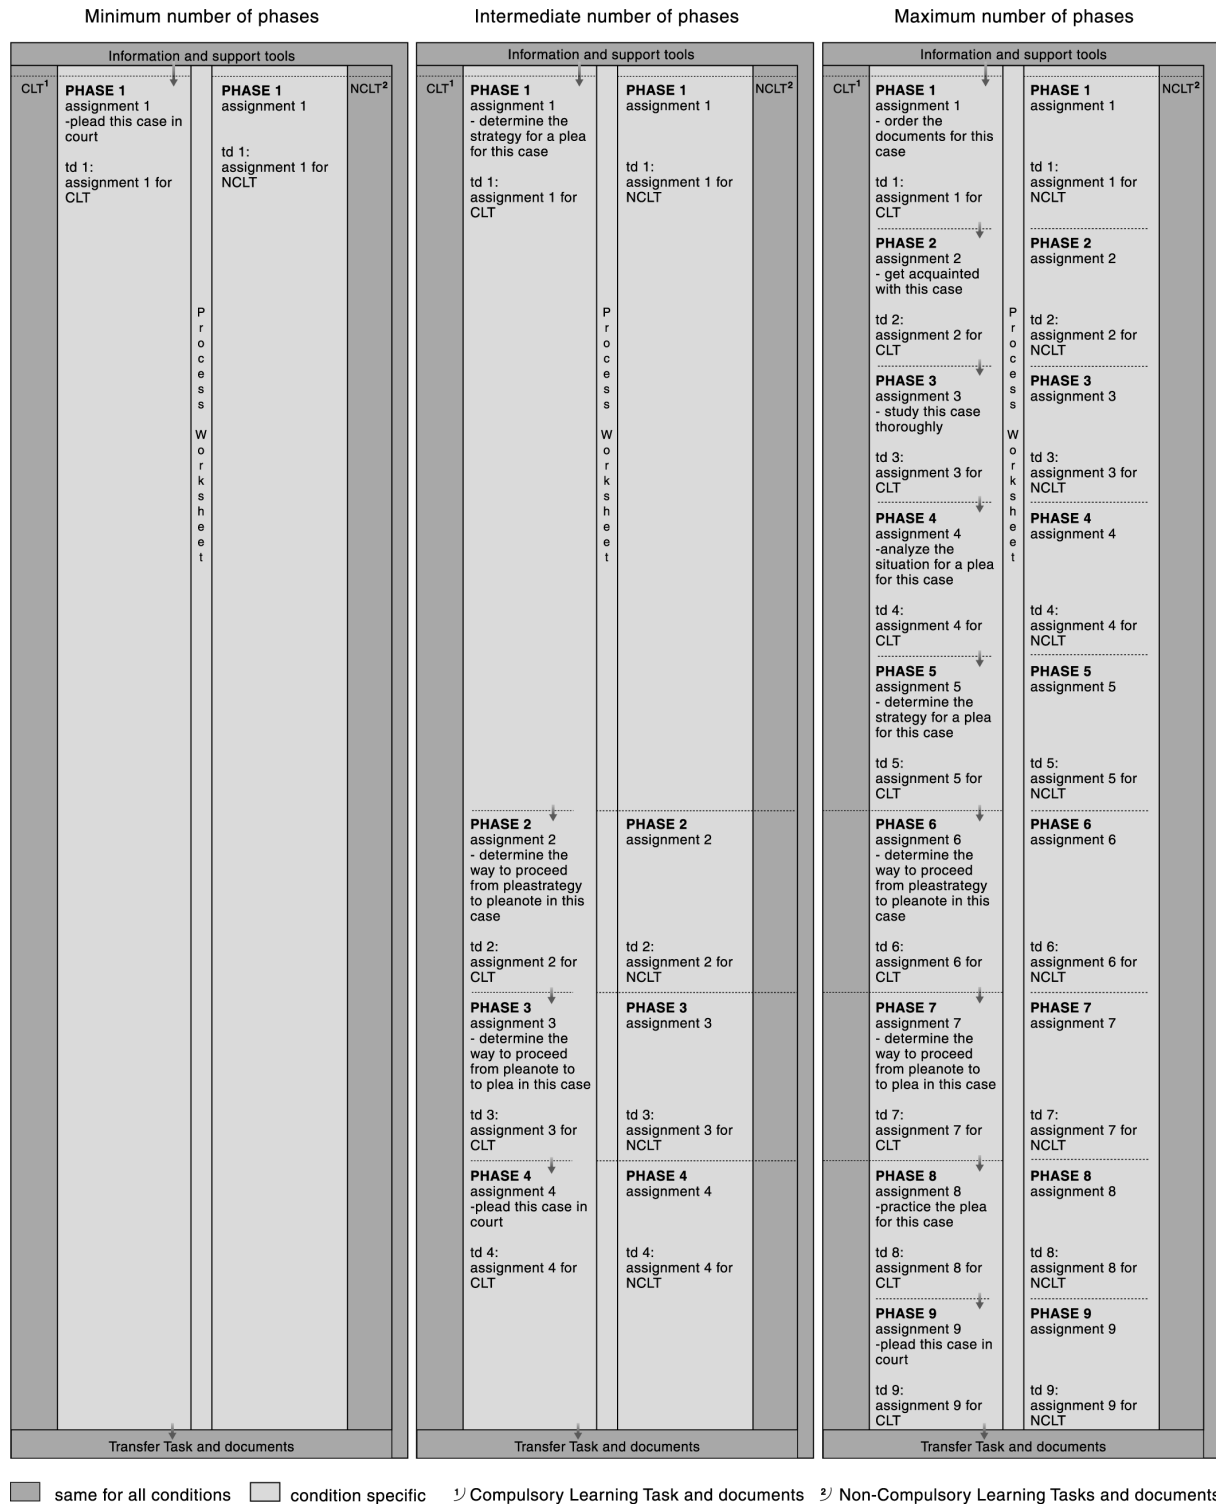 Minimum number of phases
Information and support tools
CLT¹
PHASE 1
assignment 1
-plead this case in
court
td 1:
assignment 1 for
CLT
Process Worksheet
PHASE 1
assignment 1
td 1:
assignment 1 for
NCLT
NCLT²
Transfer Task and documents
Intermediate number of phases
Information and support tools
CLT¹
PHASE 1
assignment 1
- determine the
strategy for a plea
for this case
td 1:
assignment 1 for
CLT
PHASE 2
assignment 2
- determine the
way to proceed
from pleastrategy
to pleanote in this
case
td 2:
assignment 2 for
CLT
PHASE 3
assignment 3
- determine the
way to proceed
from pleanote to
to plea in this case
td 3:
assignment 3 for
CLT
PHASE 4
assignment 4
-plead this case in
court
td 4:
assignment 4 for
CLT
Process Worksheet
PHASE 1
assignment 1
td 1:
assignment 1 for
NCLT
PHASE 2
assignment 2
td 2:
assignment 2 for
NCLT
PHASE 3
assignment 3
td 3:
assignment 3 for
NCLT
PHASE 4
assignment 4
td 4:
assignment 4 for
NCLT
NCLT²
Transfer Task and documents
Maximum number of phases
Information and support tools
CLT¹
PHASE 1
assignment 1
- order the
documents for this
case
td 1:
assignment 1 for
CLT
PHASE 2
assignment 2
- get acquainted
with this case
td 2:
assignment 2 for
CLT
PHASE 3
assignment 3
- study this case
thoroughly
td 3:
assignment 3 for
CLT
PHASE 4
assignment 4
-analyze the
situation for a plea
for this case
td 4:
assignment 4 for
CLT
PHASE 5
assignment 5
- determine the
strategy for a plea
for this case
td 5:
assignment 5 for
CLT
PHASE 6
assignment 6
- determine the
way to proceed
from pleastrategy
to pleanote in this
case
td 6:
assignment 6 for
CLT
PHASE 7
assignment 7
- determine the
way to proceed
from pleanote to
to plea in this case
td 7:
assignment 7 for
CLT
PHASE 8
assignment 8
-practice the plea
for this case
td 8:
assignment 8 for
CLT
PHASE 9
assignment 9
-plead this case in
court
td 9:
assignment 9 for
CLT
Process Worksheet
PHASE 1
assignment 1
td 1:
assignment 1 for
NCLT
PHASE 2
assignment 2
td 2:
assignment 2 for
NCLT
PHASE 3
assignment 3
td 3:
assignment 3 for
NCLT
PHASE 4
assignment 4
td 4:
assignment 4 for
NCLT
PHASE 5
assignment 5
td 5:
assignment 5 for
NCLT
PHASE 6
assignment 6
td 6:
assignment 6 for
NCLT
PHASE 7
assignment 7
td 7:
assignment 7 for
NCLT
PHASE 8
assignment 8
td 8:
assignment 8 for
NCLT
PHASE 9
assignment 9
td 9:
assignment 9 for
NCLT
NCLT²
Transfer Task and documents
same for all conditions
condition specific
¹⁾ Compulsory Learning Task and documents
²⁾ Non-Compulsory Learning Task and documents